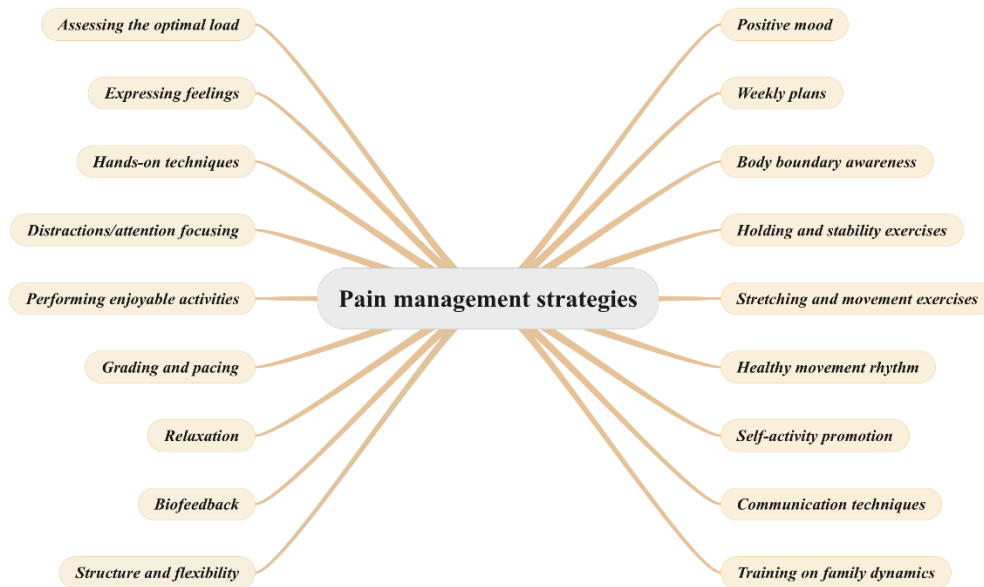 Assessing the optimal load
Expressing feelings
Hands-on techniques
Distractions/attention focusing
Performing enjoyable activities
Grading and pacing
Relaxation
Biofeedback
Structure and flexibility
Pain management strategies
Positive mood
Weekly plans
Body boundary awareness
Holding and stability exercises
Stretching and movement exercises
Healthy movement rhythm
Self-activity promotion
Communication techniques
Training on family dynamics